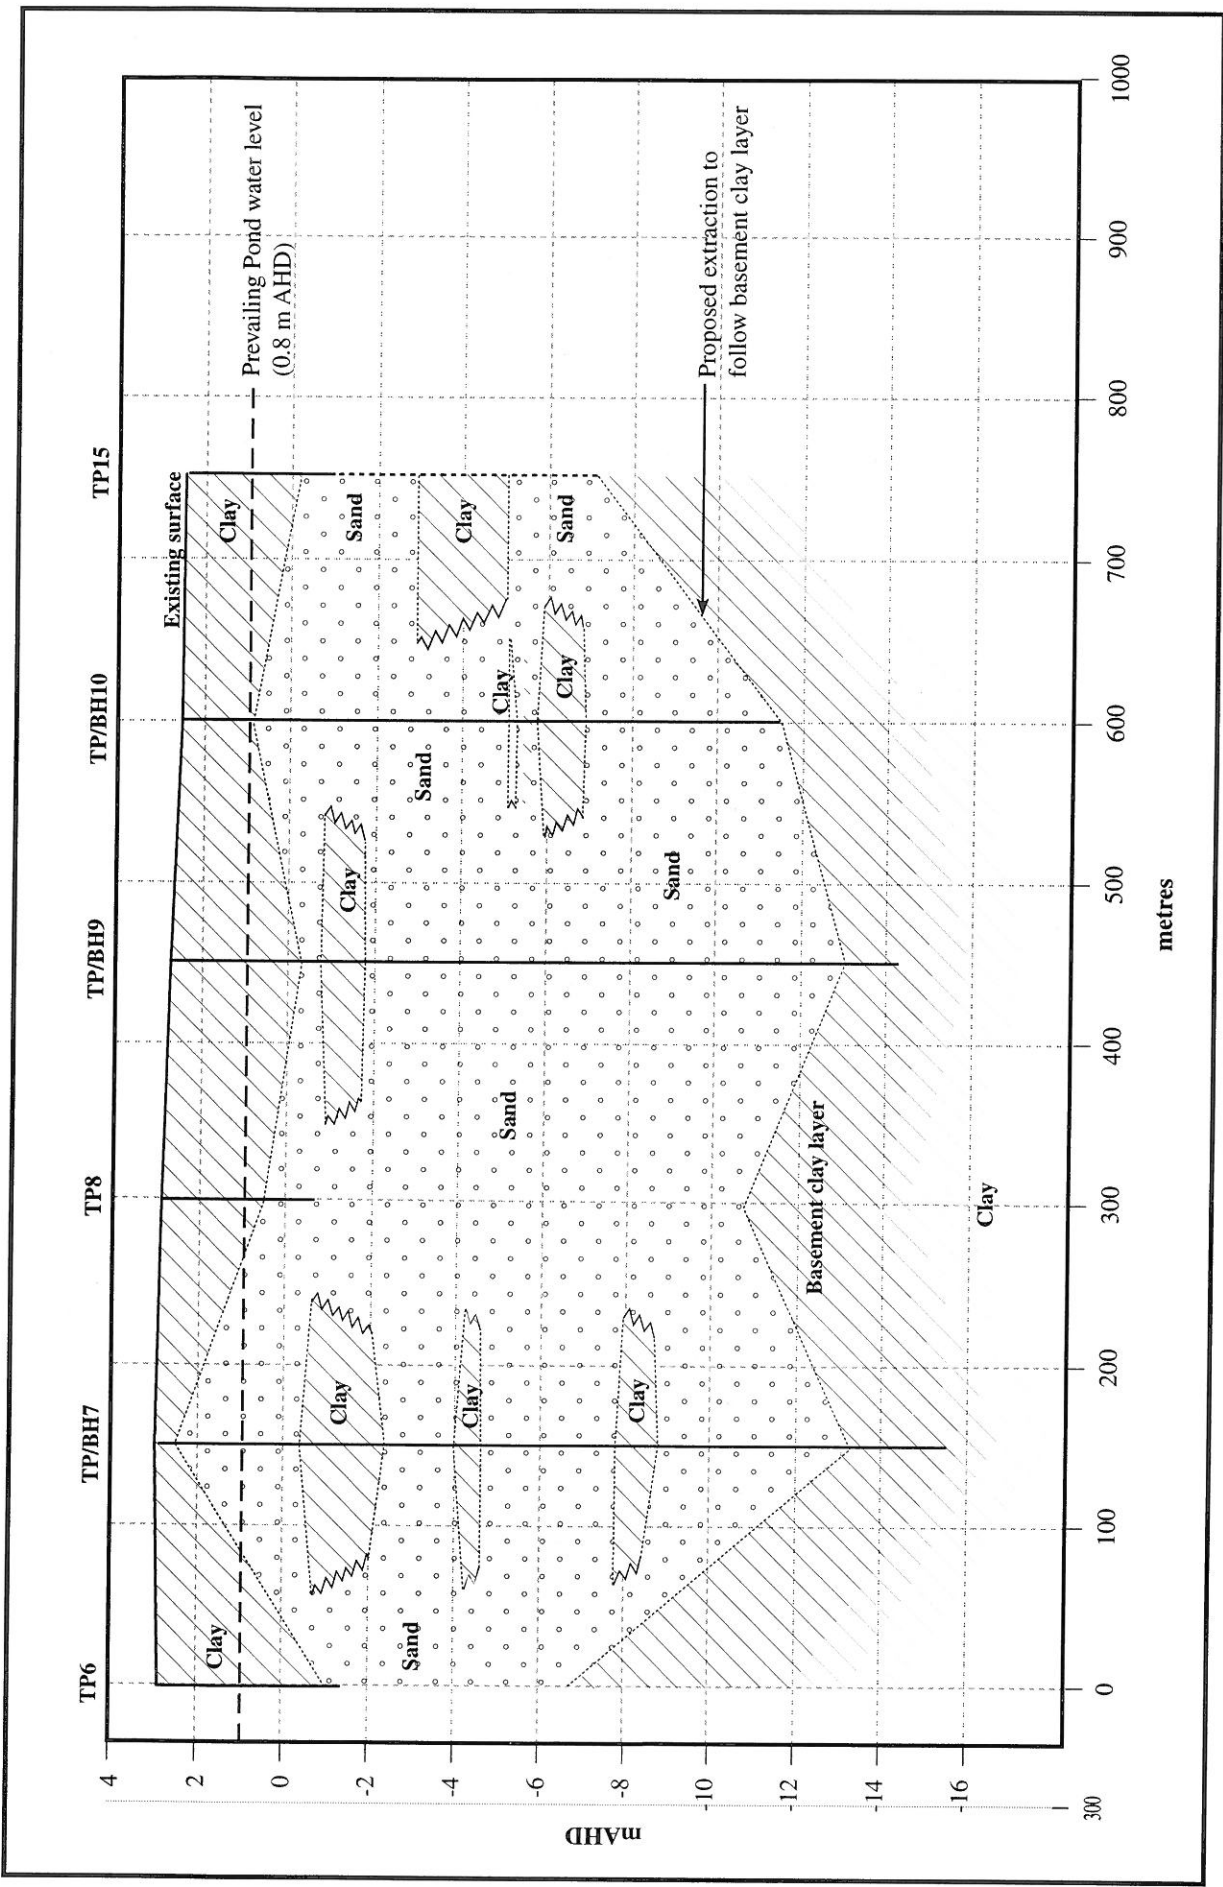 TP6
TP/BH7
TP8
TP/BH9
TP/BH10
TP15
Existing surface
Prevailing Pond water level
(0.8 m AHD)
Clay
Clay
Sand
Clay
Sand
Clay
Clay
Clay
Sand
Clay
Sand
Sand
Clay
Clay
Clay
Sand
Proposed extraction to
follow basement clay layer
Basement clay layer
Clay
4
2
0
-2
-4
-6
-8
-10
-12
-14
-16
300
mAHD
0
100
200
300
400
500
600
700
800
900
1000
metres